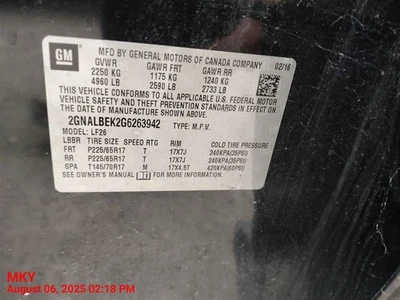 GM
MFD BY GENERAL MOTORS OF CANADA COMPANY
02/16
GVWR GAWR FRT GAWR RR
2250 KG 1175 KG 1240 KG
4960 LB 2590 LB 2733 LB
THIS VEHICLE CONFORMS TO ALL APPLICABLE U.S. FEDERAL MOTOR
VEHICLE SAFETY, BUMPER, AND THEFT PREVENTION STANDARDS
IN EFFECT ON THE DATE OF MANUFACTURE SHOWN ABOVE.
2GNALBEK2G6263942 TYPE: M.P.V.
MODEL: LF26
LBBR TIRE SIZE SPEED RTG RIM COLD TIRE PRESSURE
FRT P225/65R17 T 17X7J 240KPA(35PSI)
RR P225/65R17 T 17X7J 240KPA(35PSI)
SPA T145/70R17 M 17X4.5T 420KPA(60PSI)
SEE OWNER'S MANUAL FOR ADDITIONAL INFORMATION.
MKY
August 06, 2025 02:18 PM